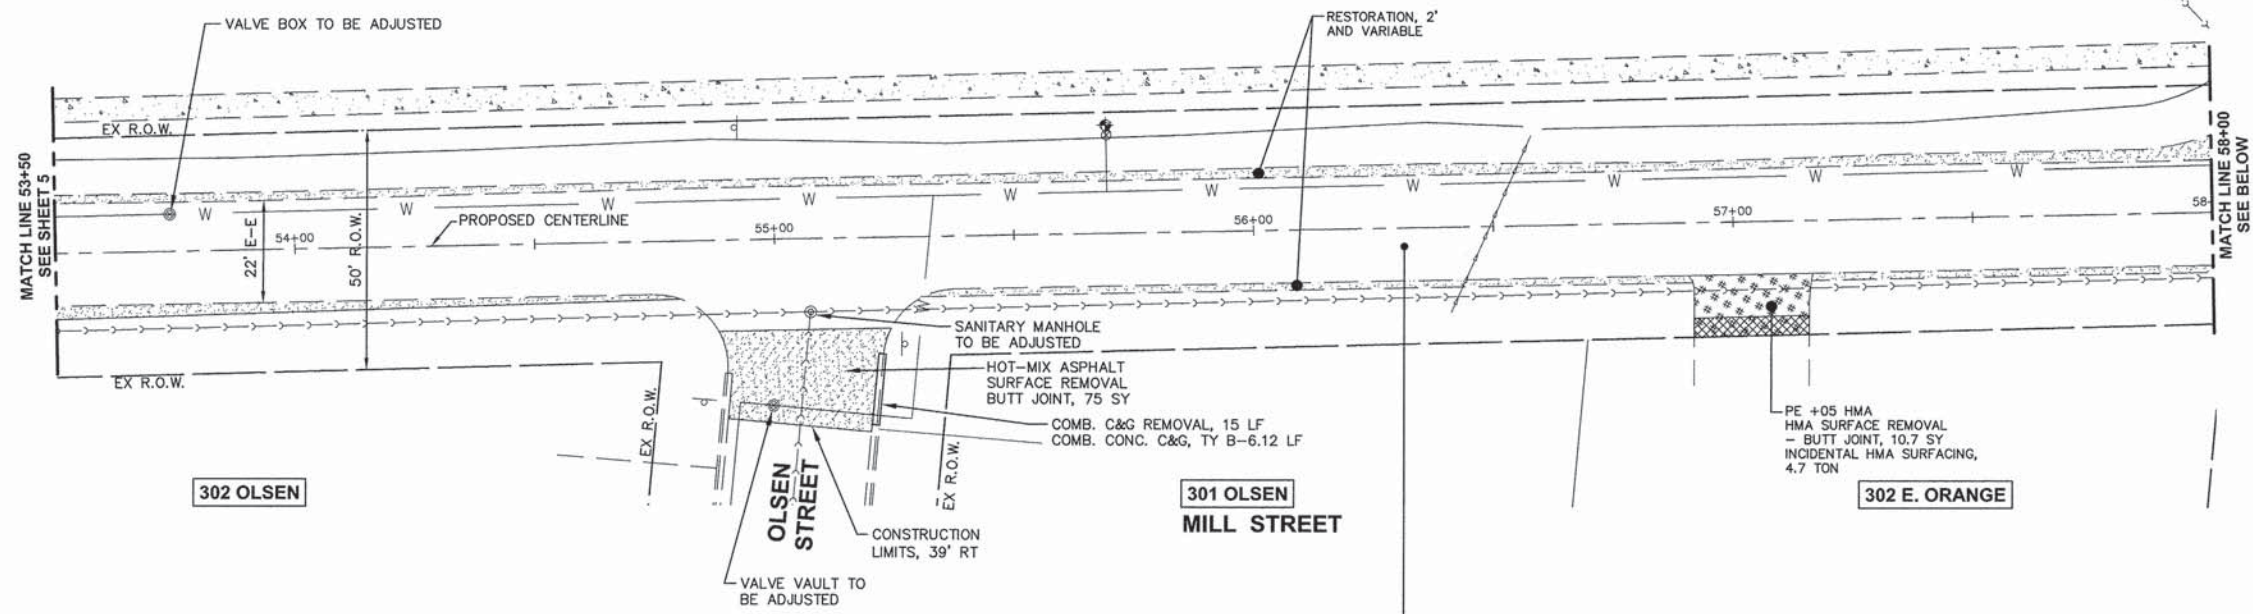 VALVE BOX TO BE ADJUSTED
RESTORATION, 2'
AND VARIABLE
EX R.O.W.
MATCH LINE 53+50
SEE SHEET 5
MATCH LINE 58+00
SEE BELOW
W W W W W W W W W W
PROPOSED CENTERLINE
54+00
55+00
56+00
57+00
58
22' E-E
50' R.O.W.
EX R.O.W.
SANITARY MANHOLE
TO BE ADJUSTED
HOT-MIX ASPHALT
SURFACE REMOVAL
BUTT JOINT, 75 SY
COMB. C&G REMOVAL, 15 LF
COMB. CONC. C&G, TY B-6.12 LF
EX R.O.W.
EX R.O.W.
PE +05 HMA
HMA SURFACE REMOVAL
- BUTT JOINT, 10.7 SY
INCIDENTAL HMA SURFACING,
4.7 TON
302 OLSEN
OLSEN
STREET
301 OLSEN
MILL STREET
302 E. ORANGE
CONSTRUCTION
LIMITS, 39' RT
VALVE VAULT TO
BE ADJUSTED